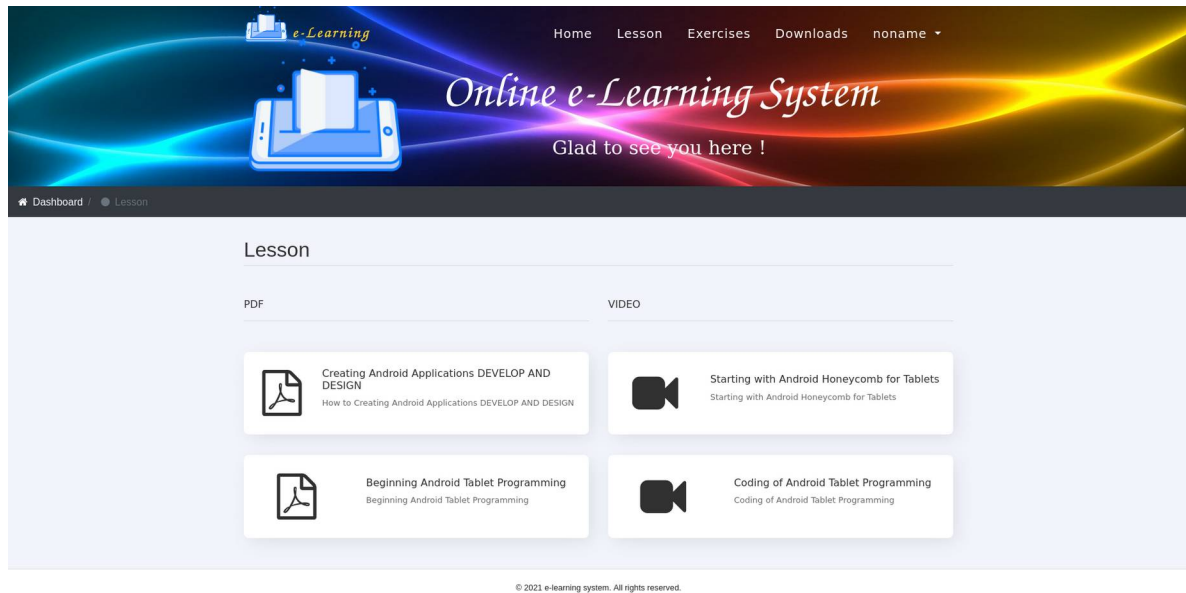 e-Learning
Home Lesson Exercises Downloads noname
Online e-Learning System
Glad to see you here !
Dashboard / Lesson
Lesson
PDF
Creating Android Applications DEVELOP AND
DESIGN
How to Creating Android Applications DEVELOP AND DESIGN
Beginning Android Tablet Programming
Beginning Android Tablet Programming
VIDEO
Starting with Android Honeycomb for Tablets
Starting with Android Honeycomb for Tablets
Coding of Android Tablet Programming
Coding of Android Tablet Programming
© 2021 e-learning system. All rights reserved.